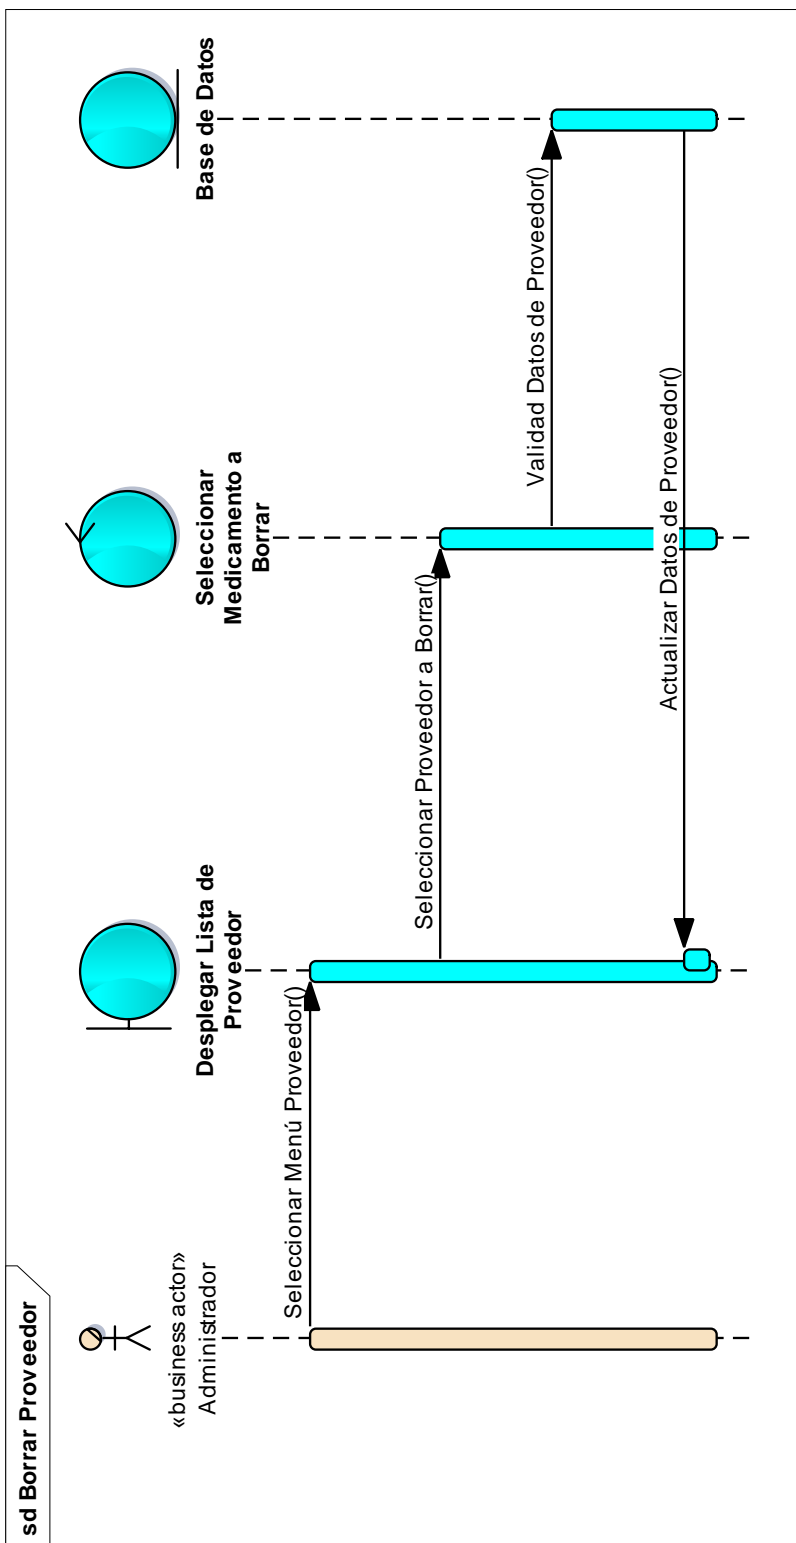 sd Borrar Proveedor
«business actor»
Administrador
Desplegar Lista de
Proveedor
Seleccionar
Medicamento a
Borrar
Base de Datos
Seleccionar Menú Proveedor()
Seleccionar Proveedor a Borrar()
Validad Datos de Proveedor()
Actualizar Datos de Proveedor()